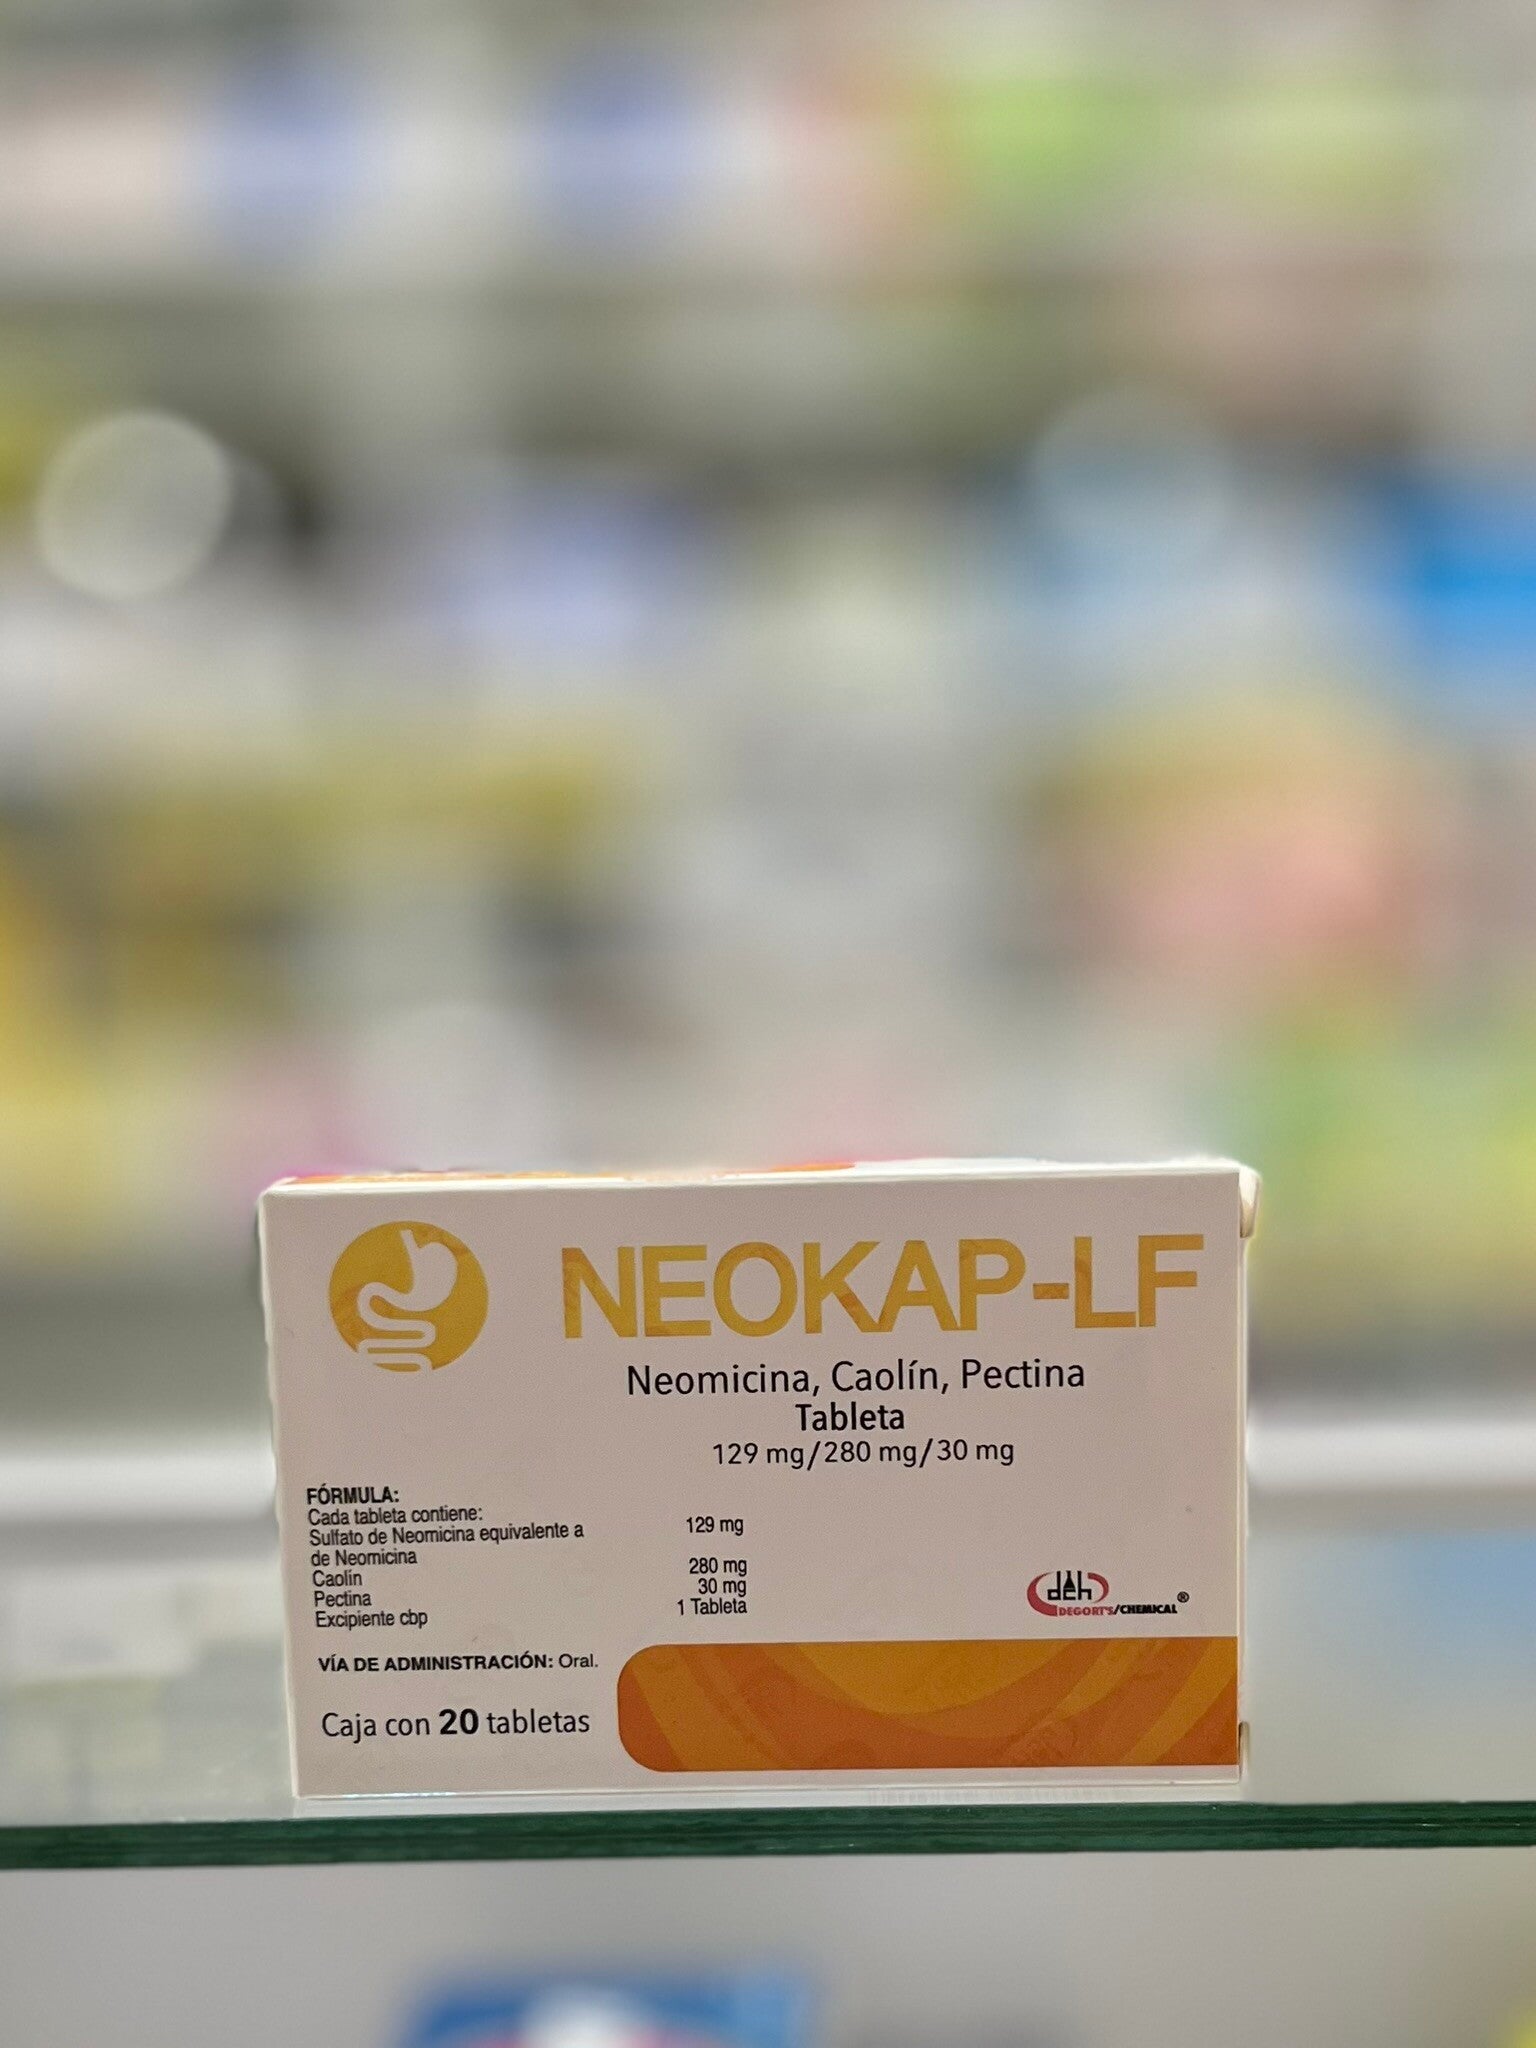 NEOKAP-LF
Neomicina, Caolín, Pectina
Tableta
129 mg/280 mg/30 mg
FÓRMULA:
Cada tableta contiene:
Sulfato de Neomicina equivalente a 129 mg
de Neomicina
Caolín 280 mg
Pectina 30 mg
Excipiente cbp 1 Tableta
dch
DEGORT'S/CHEMICAL®
VÍA DE ADMINISTRACIÓN: Oral.
Caja con 20 tabletas